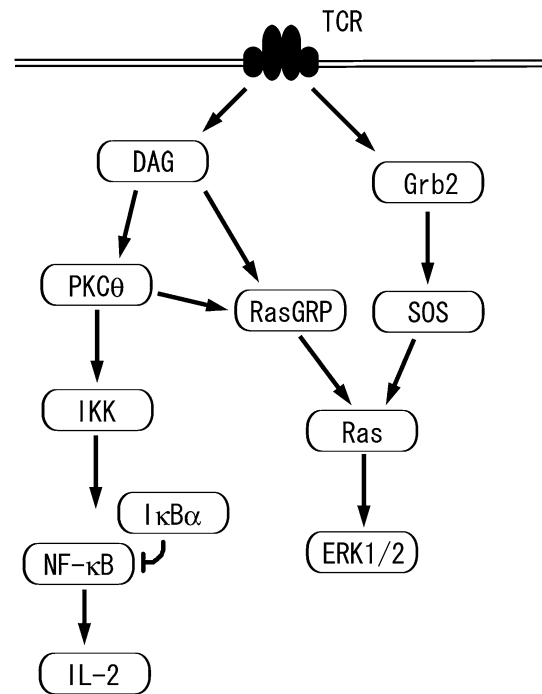 TCR
DAG
Grb2
PKCθ
RasGRP
SOS
IKK
Ras
IκBα
NF-κB
ERK1/2
IL-2